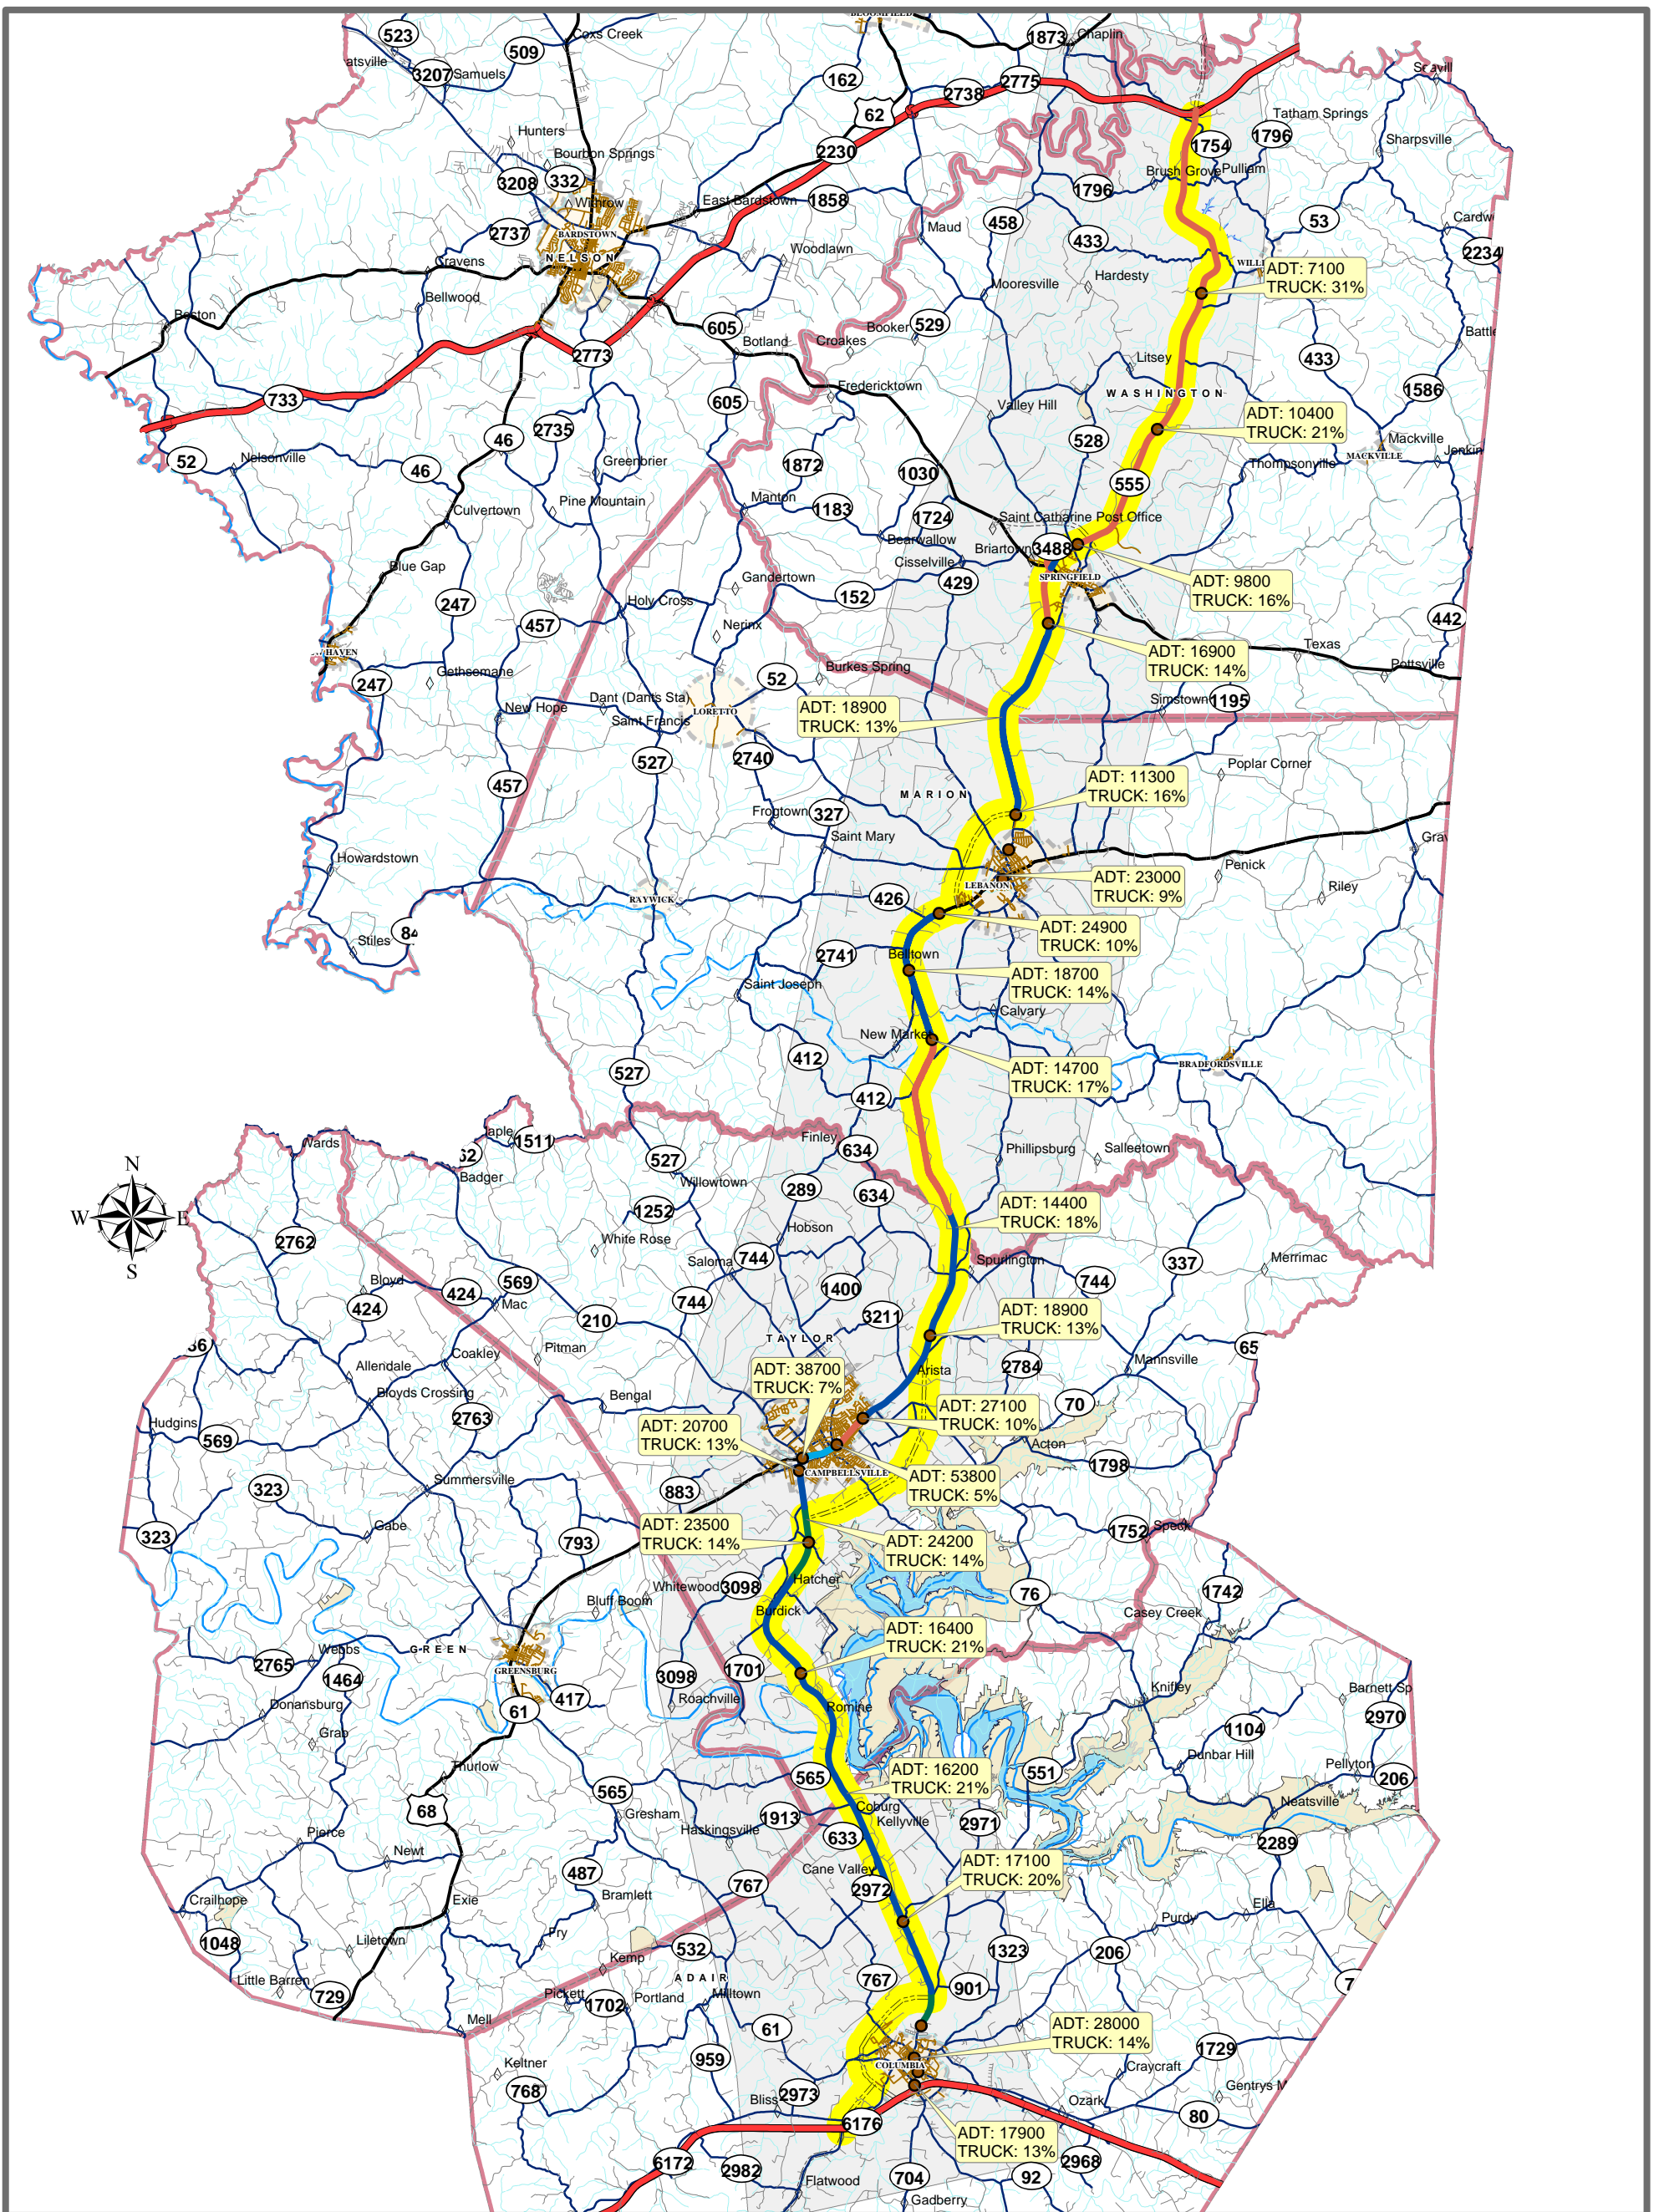 BLOOMFIELD
523
Coxs Creek
1873
Chaplin
509
atsville
3207
Samuels
162
2738
2775
62
Tatham Springs
Sharpsville
Hunters
1754
1796
2230
Bourbon Springs
3208
332
Brush Grove
Pulliam
1796
Withrow
East Bardstown
1858
458
53
Cardw
2737
BARDSTOWN
Maud
433
2234
NELSON
Woodlawn
Cravens
WILLI
ADT: 7100
TRUCK: 31%
Hardesty
Bellwood
Mooresville
Boston
605
Booker
529
Battle
2773
Botland
Croakes
Litsey
433
Fredericktown
WASHINGTON
1586
733
605
Valley Hill
ADT: 10400
TRUCK: 21%
46
2735
528
Mackville
MACKVILLE
52
Nelsonville
46
Greenbrier
1872
1030
Thompsonville
Jenkin
555
Pine Mountain
Manton
1183
1724
Saint Catharine Post Office
Culvertown
Bearwallow
Briartown
3488
Cisselville
Blue Gap
Gandertown
429
SPRINGFIELD
ADT: 9800
TRUCK: 16%
247
Holy Cross
152
457
Nerinx
442
HAVEN
Texas
ADT: 16900
TRUCK: 14%
Burkes Spring
Pottsville
247
Gethsemane
52
Dant (Dants Sta)
Simstown
1195
New Hope
LORETTO
ADT: 18900
TRUCK: 13%
Saint Francis
527
2740
Poplar Corner
457
MARION
ADT: 11300
TRUCK: 16%
Frogtown
327
Saint Mary
Grav
Howardstown
Penick
ADT: 23000
TRUCK: 9%
LEBANON
Riley
RAYWICK
426
84
ADT: 24900
TRUCK: 10%
Stiles
2741
Belltown
ADT: 18700
TRUCK: 14%
Saint Joseph
Calvary
New Market
412
527
ADT: 14700
TRUCK: 17%
BRADFORDSVILLE
412
Wards
aple
1511
Finley
634
62
527
Phillipsburg
Salleetown
Badger
Willowtown
N
289
634
W
E
1252
ADT: 14400
TRUCK: 18%
S
2762
White Rose
Hobson
Saloma
744
Spurlington
337
Merrimac
Bloyd
424
569
1400
744
424
Mac
744
210
3211
ADT: 18900
TRUCK: 13%
TAYLOR
65
Pitman
Coakley
Allendale
ADT: 38700
TRUCK: 7%
Arista
2784
Mannsville
Bloyds Crossing
Bengal
70
2763
ADT: 27100
TRUCK: 10%
Hudgins
569
ADT: 20700
TRUCK: 13%
Acton
1798
CAMPBELLSVILLE
Summersville
ADT: 53800
TRUCK: 5%
323
883
323
Gabe
793
ADT: 23500
TRUCK: 14%
1752
Speck
ADT: 24200
TRUCK: 14%
Whitewood
3098
Hatcher
76
1742
Bluff Boom
Burdick
Casey Creek
ADT: 16400
TRUCK: 21%
GREEN
Webbs
2765
1464
GREENSBURG
3098
1701
417
Roachville
Knifley
Barnett Sp
Donansburg
61
Romine
2970
Grab
1104
Dunbar Hill
Thurlow
565
ADT: 16200
TRUCK: 21%
551
Pellyton
206
565
68
Coburg
Neatsville
Gresham
1913
Kellyville
2971
Haskingsville
633
2289
Pierce
Newt
Cane Valley
ADT: 17100
TRUCK: 20%
487
767
2972
Crailhope
Exie
Bramlett
Ella
Purdy
1048
Fry
1323
206
Liletown
532
Kemp
Little Barren
ADAIR
767
901
729
Pickett
1702
Portland
Milltown
Mell
61
ADT: 28000
TRUCK: 14%
959
1729
Keltner
COLUMBIA
Craycraft
768
2973
Gentrys M
Bliss
Ozark
6176
80
ADT: 17900
TRUCK: 13%
6172
2982
2968
Flatwood
704
92
Gadberry